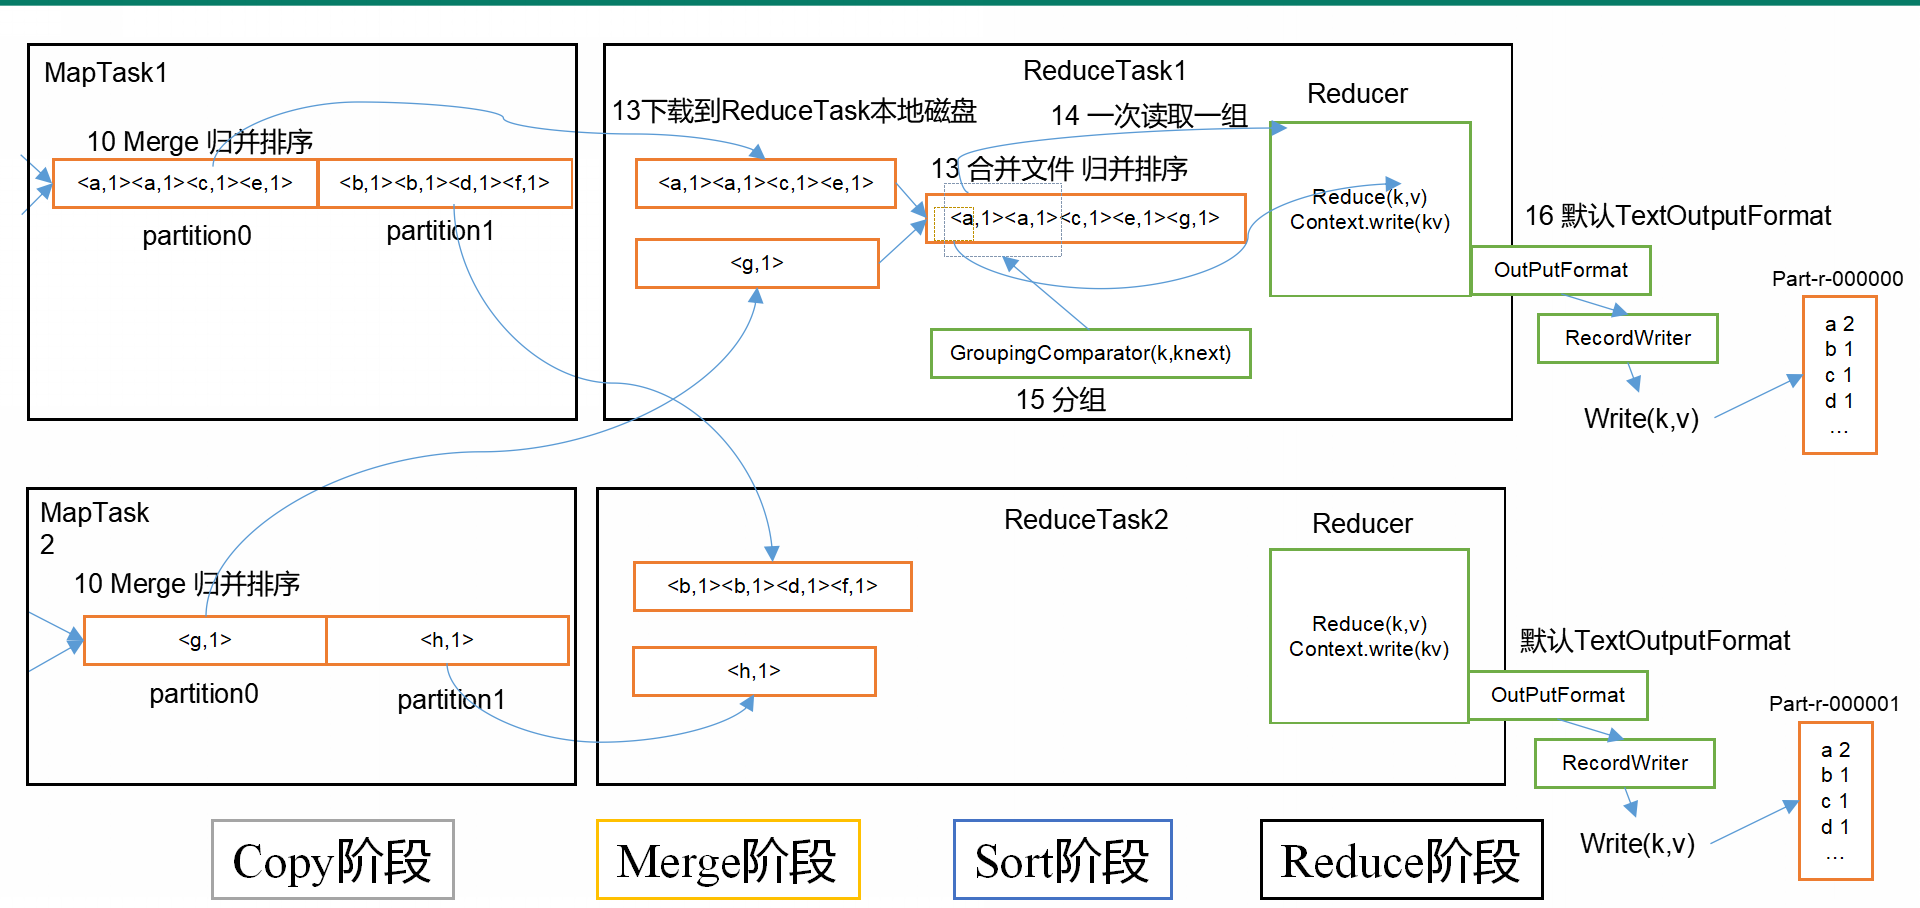 MapTask1
10 Merge 归并排序
<a,1><a,1><c,1><e,1>
<b,1><b,1><d,1><f,1>
partition0
partition1
ReduceTask1
13下载到ReduceTask本地磁盘
14 一次读取一组
Reducer
<a,1><a,1><c,1><e,1>
13 合并文件 归并排序
<a,1><a,1><c,1><e,1><g,1>
<g,1>
Reduce(k,v)
Context.write(kv)
GroupingComparator(k,knext)
15 分组
16 默认TextOutputFormat
OutPutFormat
RecordWriter
Write(k,v)
Part-r-000000
a 2
b 1
c 1
d 1
...
MapTask
2
10 Merge 归并排序
<g,1>
<h,1>
partition0
partition1
ReduceTask2
<b,1><b,1><d,1><f,1>
<h,1>
Reducer
Reduce(k,v)
Context.write(kv)
默认TextOutputFormat
OutPutFormat
RecordWriter
Write(k,v)
Part-r-000001
a 2
b 1
c 1
d 1
...
Copy阶段
Merge阶段
Sort阶段
Reduce阶段